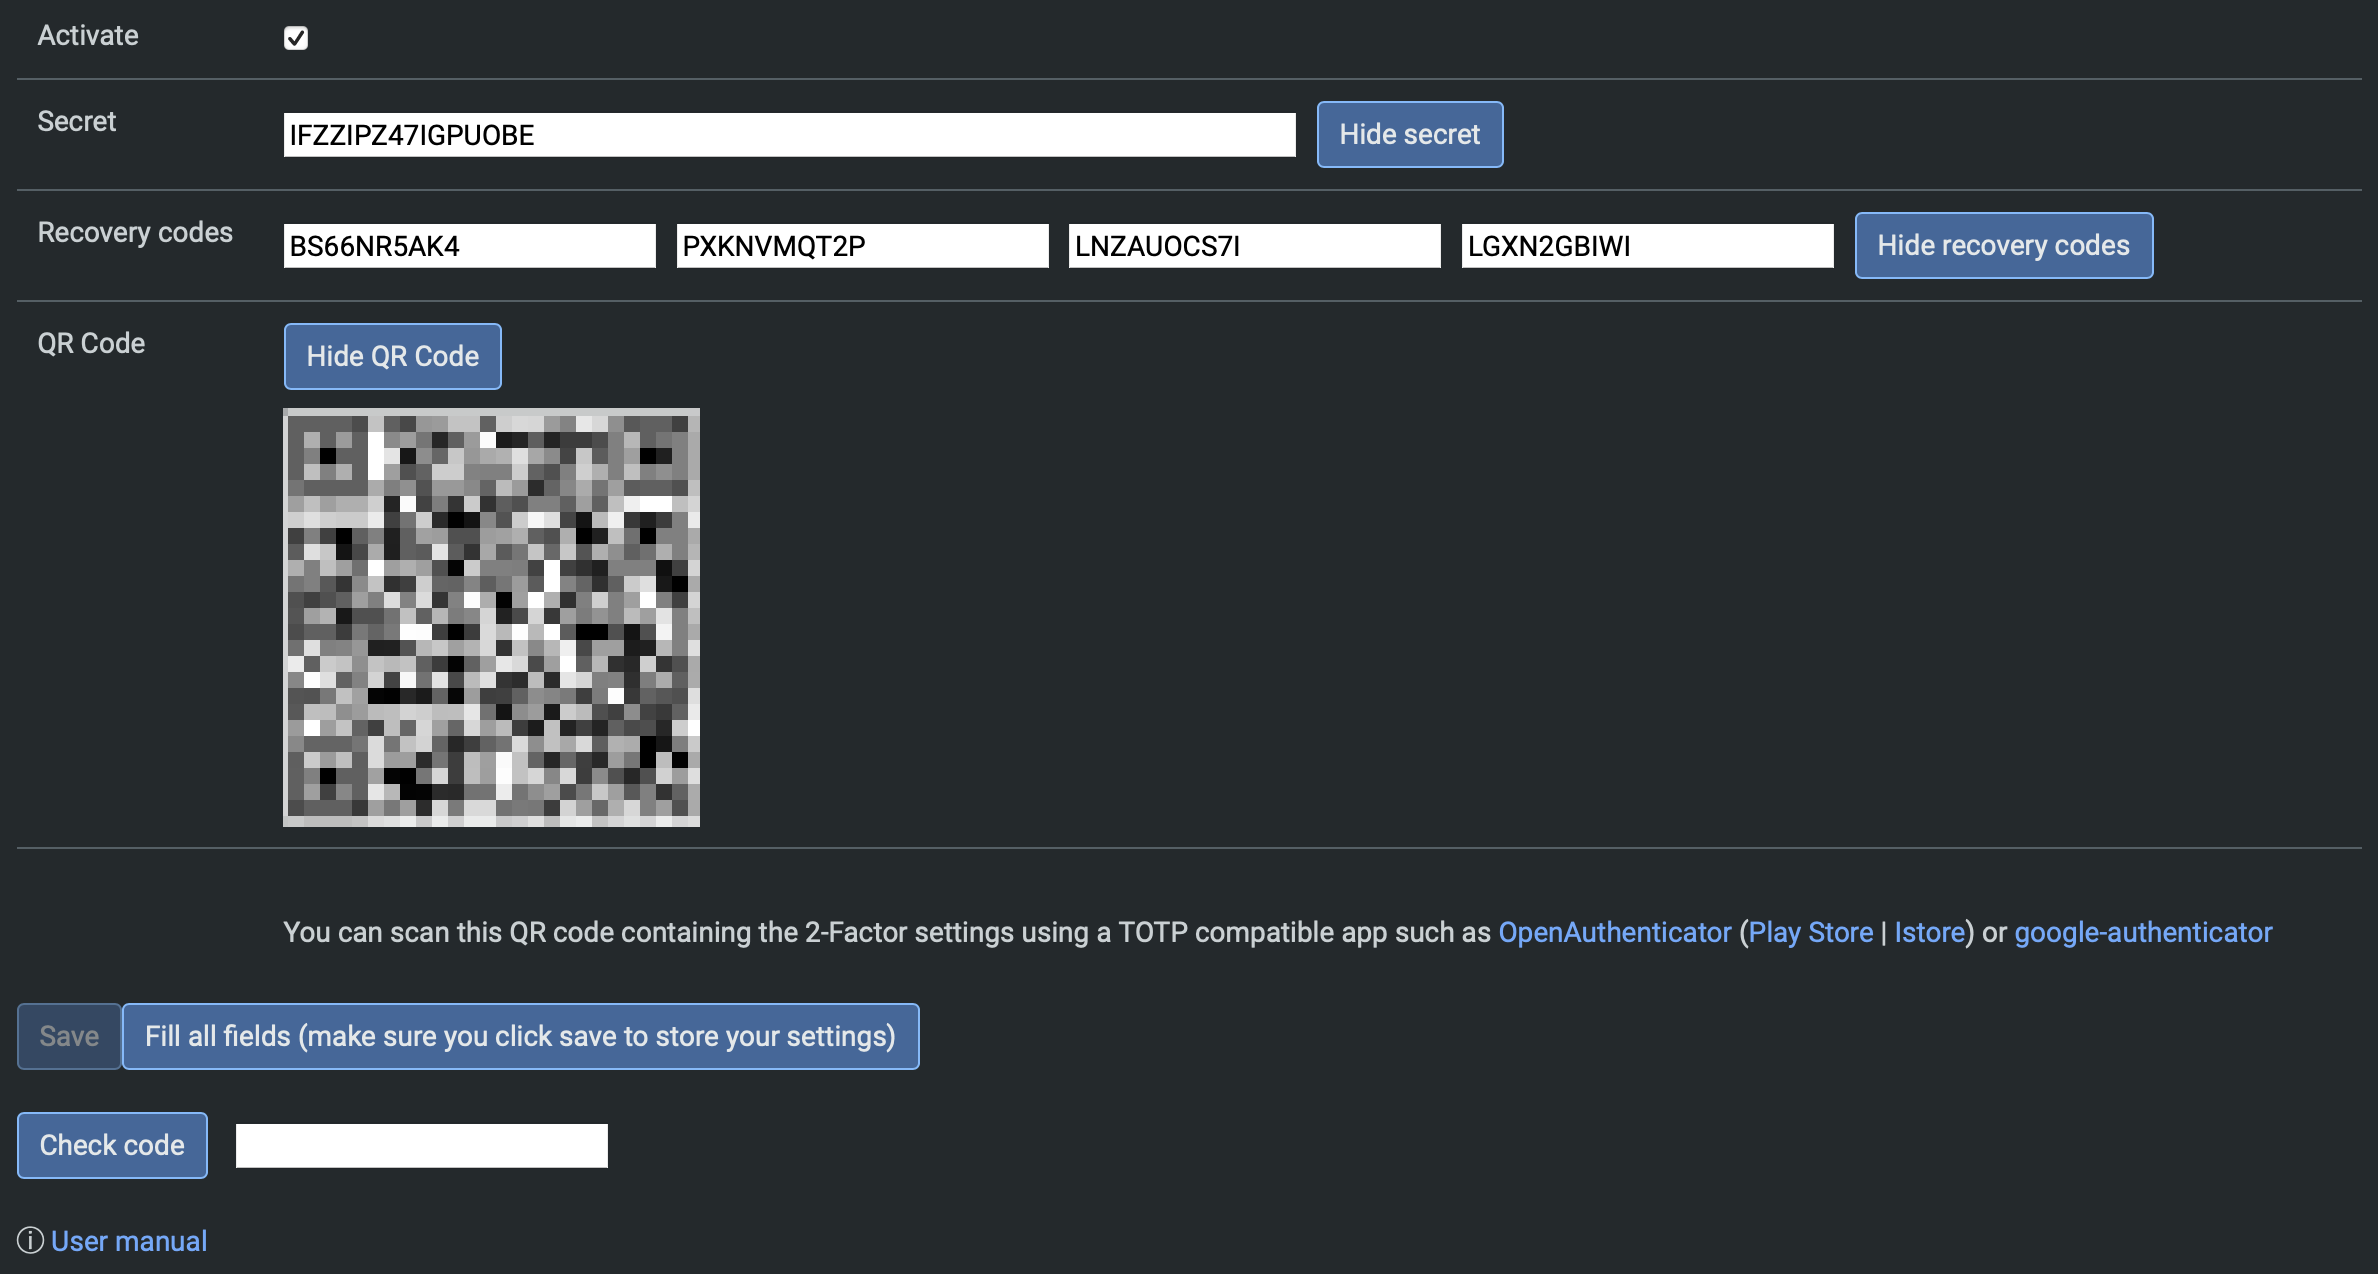 Activate
Secret
IFZZIPZ47IGPUOBE
Hide secret
Recovery codes
BS66NR5AK4
PXKNVMQT2P
LNZAUOCS7I
LGXN2GBIWI
Hide recovery codes
QR Code
Hide QR Code
You can scan this QR code containing the 2-Factor settings using a TOTP compatible app such as OpenAuthenticator (Play Store | Istore) or google-authenticator
Save
Fill all fields (make sure you click save to store your settings)
Check code
User manual